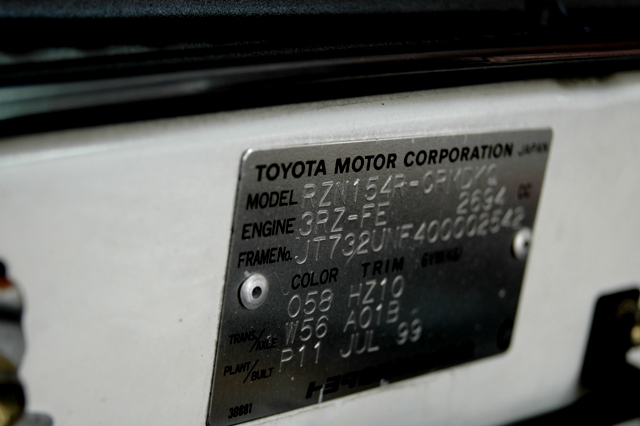 TOYOTA MOTOR CORPORATION JAPAN
MODEL RZN154R-CRMDKQ
ENGINE 3RZ-FE 2694 CC
FRAME No. JT732UNF400002542
COLOR TRIM
058 HZ10
TRANS/AXLE W56 A01B
PLANT/BUILT P11 JUL 99